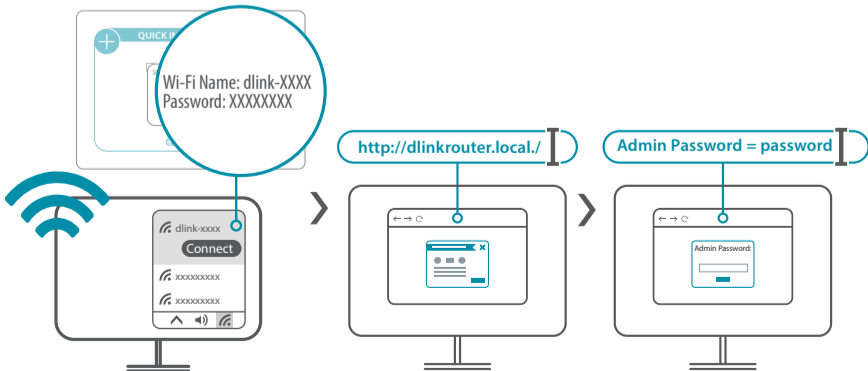 QUICK IN
Wi-Fi Name: dlink-XXXX
Password: XXXXXXXX
dlink-xxxx
Connect
xxxxxxxxx
xxxxxxxxx
http://dlinkrouter.local./
Admin Password = password
Admin Password: